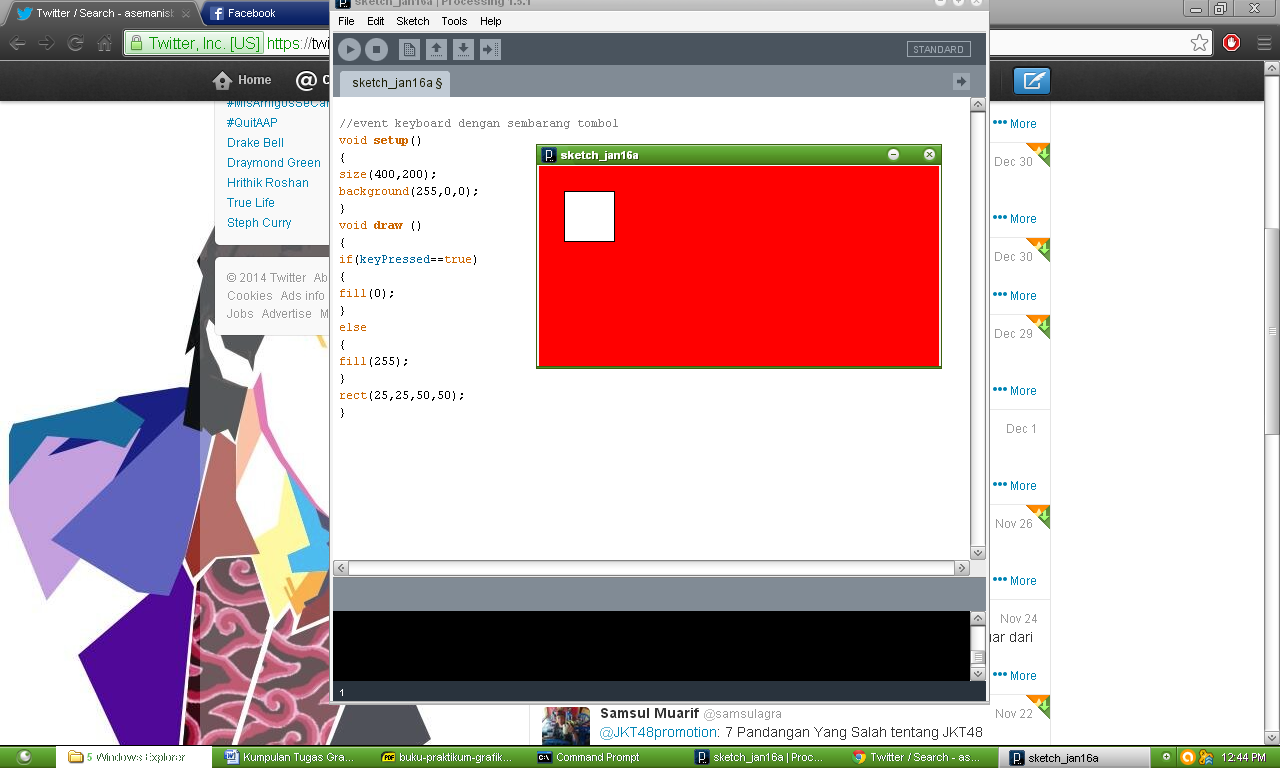 Twitter / Search - asemanis
Facebook
sketch_jan16a | Processing 1.5.1
Twitter, Inc. [US]
https://twi
File Edit Sketch Tools Help
STANDARD
Home
sketch_jan16a §
#MisAmigosSeCar
#QuitAAP
Drake Bell
Draymond Green
Hrithik Roshan
True Life
Steph Curry
© 2014 Twitter Ab
Cookies Ads info
Jobs Advertise M
//event keyboard dengan sembarang tombol
void setup()
{
size(400,200);
background(255,0,0);
}
void draw ()
{
if(keyPressed==true)
{
fill(0);
}
else
{
fill(255);
}
rect(25,25,50,50);
}
sketch_jan16a
••• More
Dec 30
••• More
Dec 30
••• More
Dec 29
••• More
Dec 1
••• More
Nov 26
••• More
Nov 24
ar dari
••• More
Nov 22
1
Samsul Muarif @samsulagra
@JKT48promotion: 7 Pandangan Yang Salah tentang JKT48
5 Windows Explorer
Kumpulan Tugas Gra...
buku-praktikum-grafik...
Command Prompt
sketch_jan16a | Proc...
Twitter / Search - as...
sketch_jan16a
12:44 PM